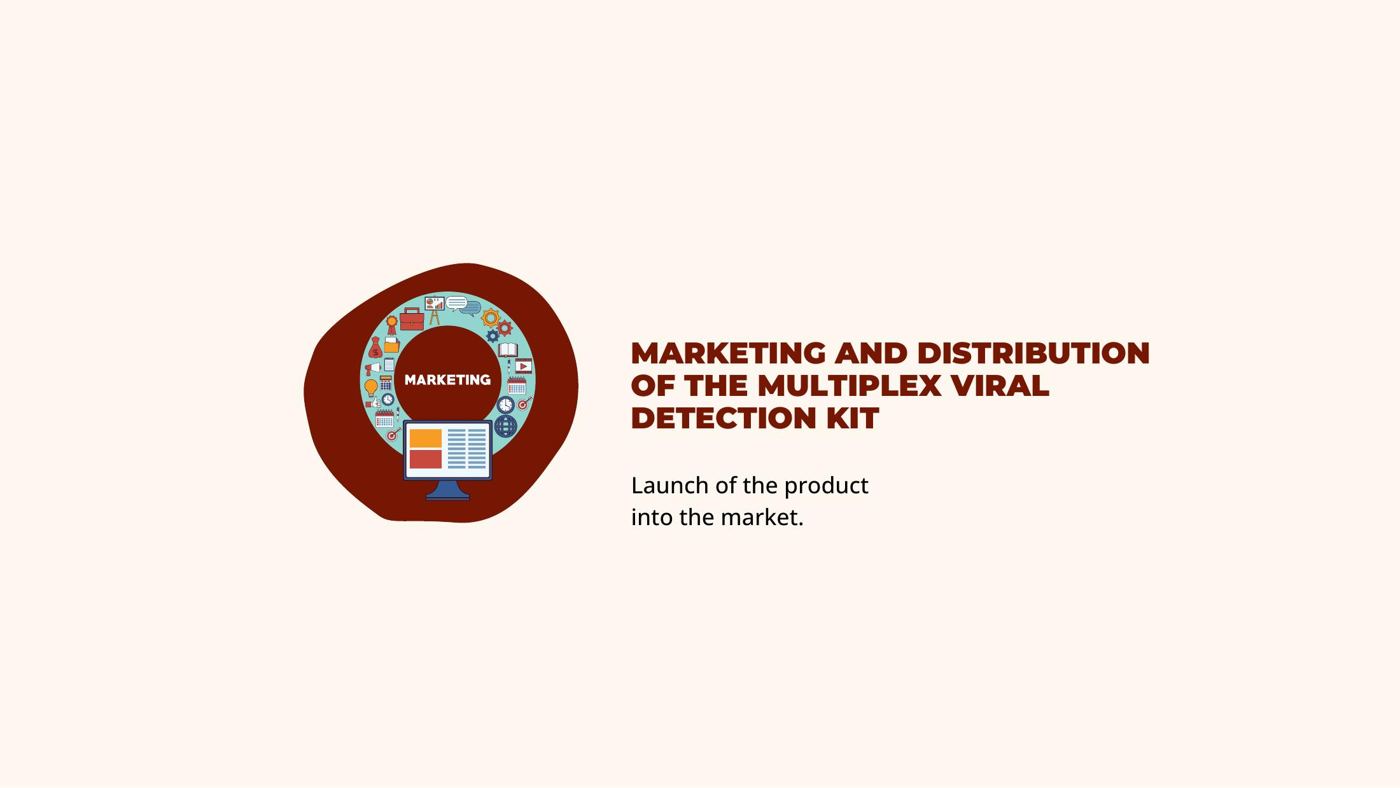 MARKETING
MARKETING AND DISTRIBUTION
OF THE MULTIPLEX VIRAL
DETECTION KIT
Launch of the product
into the market.